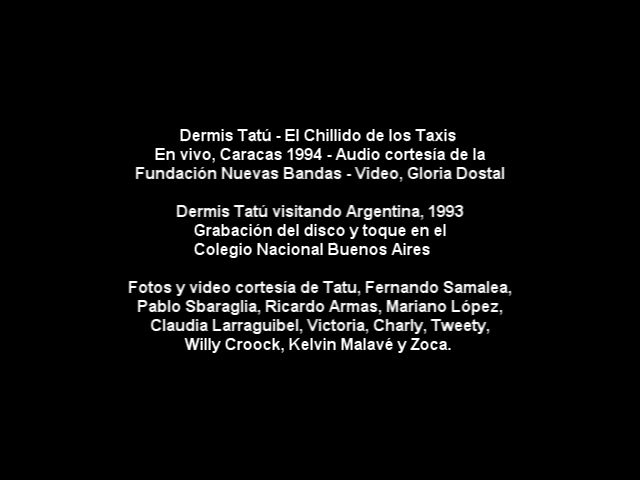 Dermis Tatú - El Chillido de los Taxis
En vivo, Caracas 1994 - Audio cortesía de la
Fundación Nuevas Bandas - Video, Gloria Dostal
Dermis Tatú visitando Argentina, 1993
Grabación del disco y toque en el
Colegio Nacional Buenos Aires
Fotos y video cortesía de Tatu, Fernando Samalea,
Pablo Sbaraglia, Ricardo Armas, Mariano López,
Claudia Larraguibel, Victoria, Charly, Tweety,
Willy Croock, Kelvin Malavé y Zoca.